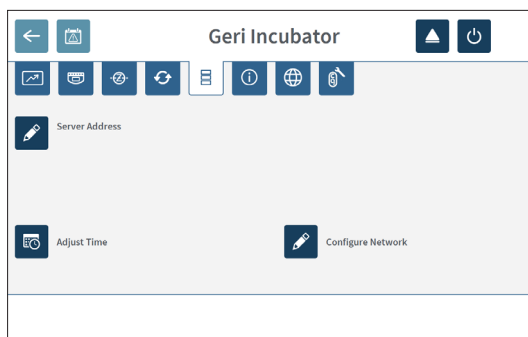 Geri Incubator
Server Address
Adjust Time
Configure Network